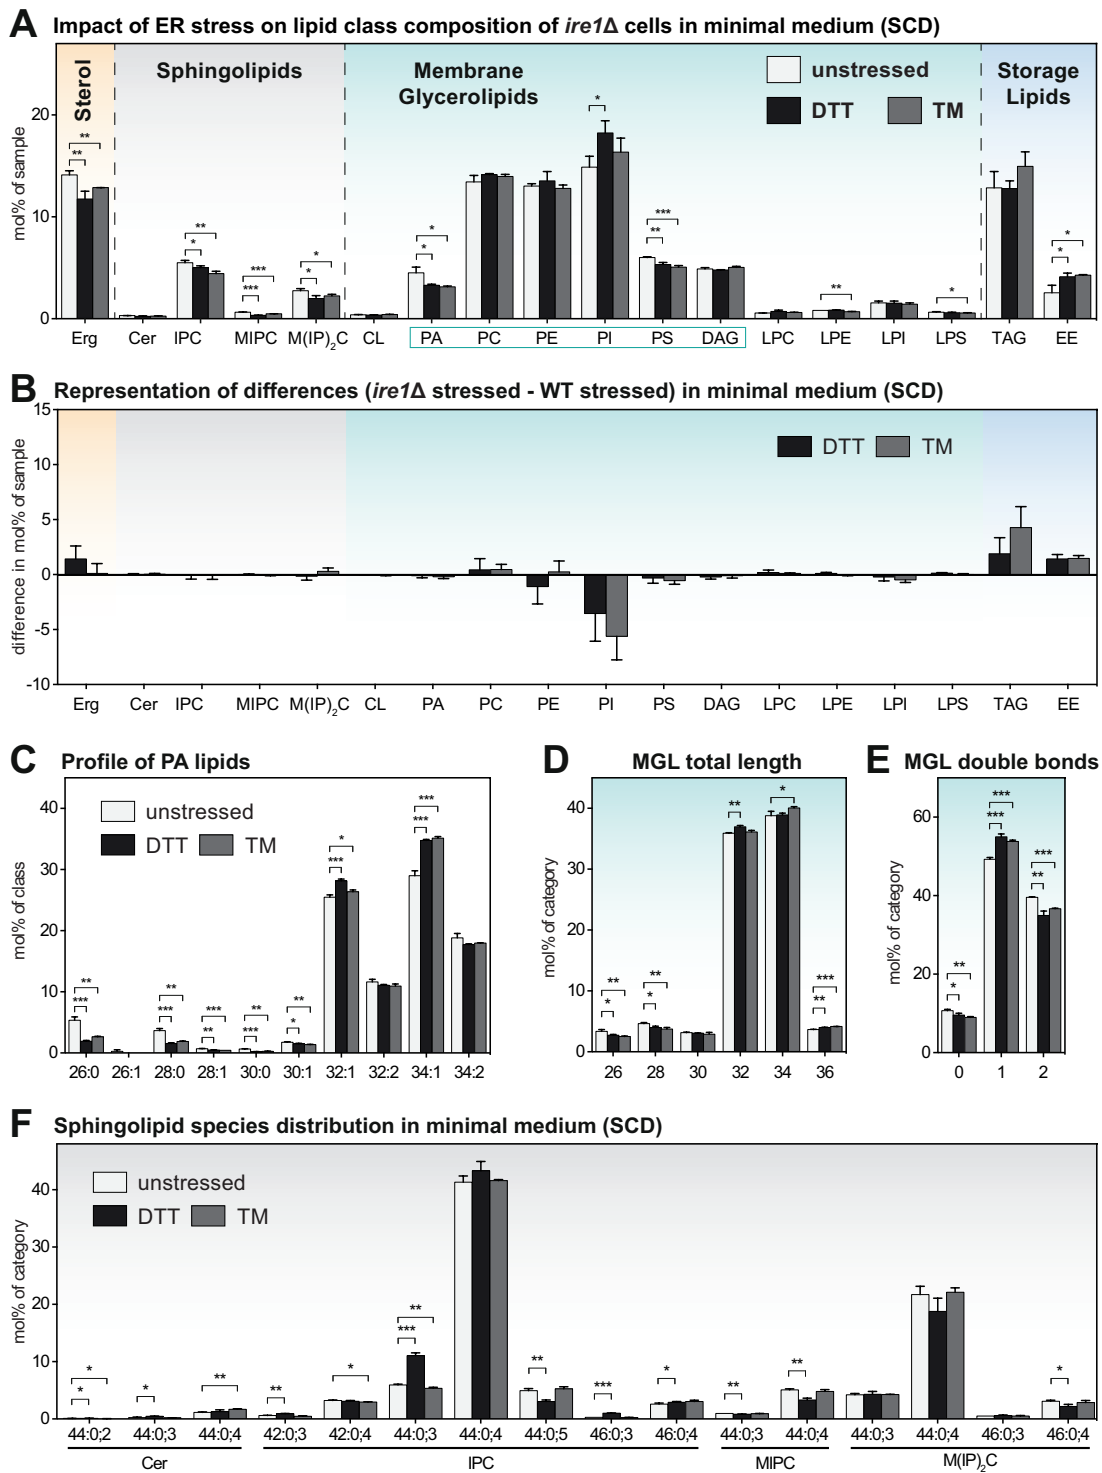 A Impact of ER stress on lipid class composition of ire1Δ cells in minimal medium (SCD)
Sterol
Sphingolipids
Membrane
Glycerolipids
unstressed
DTT TM
Storage
Lipids
mol% of sample
20
10
0
** ** * ** *** *** * * * * * ** *** ** * * *
Erg Cer IPC MIPC M(IP)2C CL PA PC PE PI PS DAG LPC LPE LPI LPS TAG EE
B Representation of differences (ire1Δ stressed - WT stressed) in minimal medium (SCD)
DTT TM
difference in mol% of sample
15
10
5
0
-5
-10
Erg Cer IPC MIPC M(IP)2C CL PA PC PE PI PS DAG LPC LPE LPI LPS TAG EE
C Profile of PA lipids
unstressed
DTT TM
mol% of class
40
30
20
10
0
*** ** *** ** ** *** *** ** * ** *** * *** ***
26:0 26:1 28:0 28:1 30:0 30:1 32:1 32:2 34:1 34:2
D MGL total length
mol% of category
40
30
20
10
0
* ** * ** ** * ** ***
26 28 30 32 34 36
E MGL double bonds
mol% of category
60
40
20
0
* ** *** *** ** ***
0 1 2
F Sphingolipid species distribution in minimal medium (SCD)
unstressed
DTT TM
mol% of category
40
30
20
10
0
* * * ** ** * *** ** ** *** * ** ** *
44:0;2 44:0;3 44:0;4 42:0;3 42:0;4 44:0;3 44:0;4 44:0;5 46:0;3 46:0;4 44:0;3 44:0;4 44:0;3 44:0;4 46:0;3 46:0;4
Cer IPC MIPC M(IP)2C